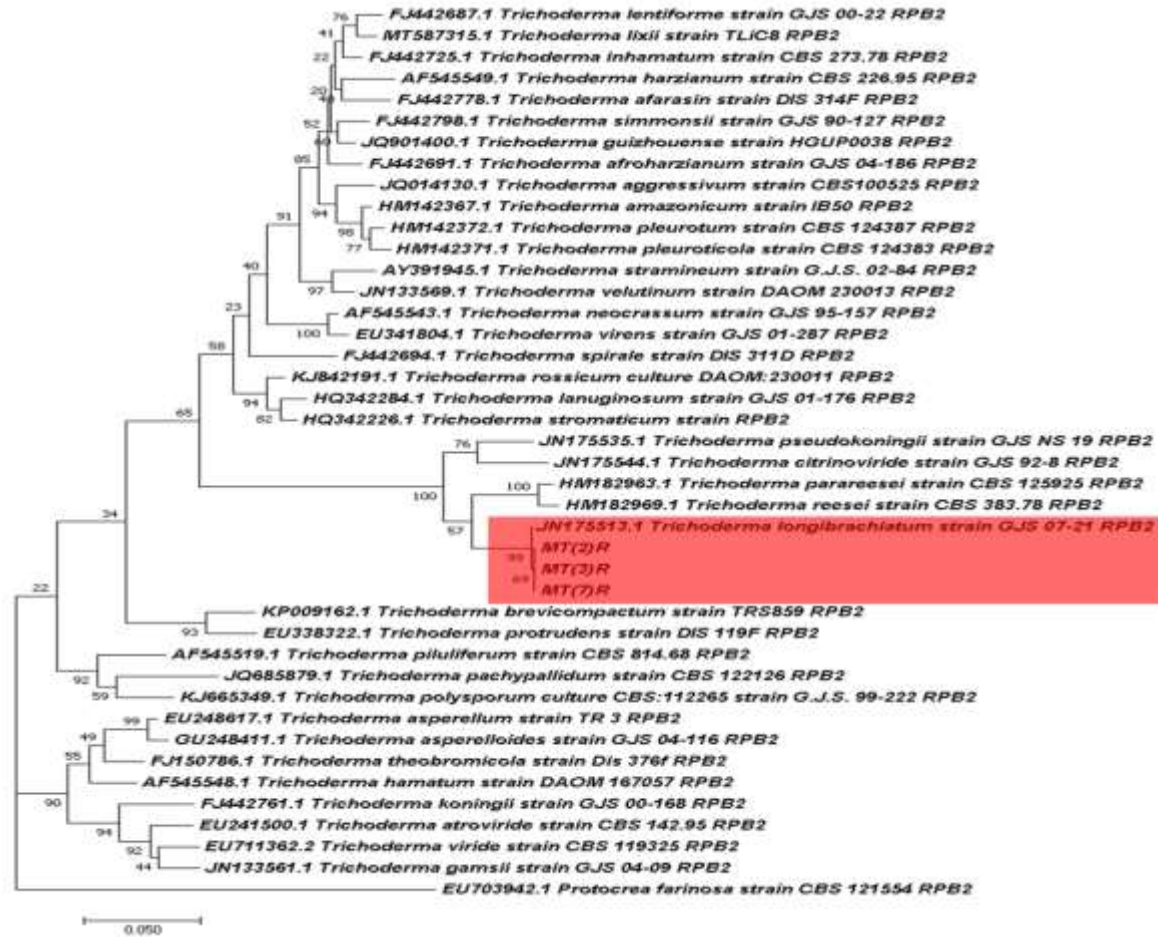 76 FJ442687.1 Trichoderma lentiforme strain GJS 00-22 RPB2
41 MT587315.1 Trichoderma lixii strain TLIC8 RPB2
22 FJ442725.1 Trichoderma inhamatum strain CBS 273.78 RPB2
AF545549.1 Trichoderma harzianum strain CBS 226.95 RPB2
20 FJ442778.1 Trichoderma afarasin strain DIS 314F RPB2
52 FJ442798.1 Trichoderma simmonsii strain GJS 90-127 RPB2
JQ901400.1 Trichoderma guizhouense strain HGUP0038 RPB2
85 FJ442691.1 Trichoderma afroharzianum strain GJS 04-186 RPB2
JQ014130.1 Trichoderma aggressivum strain CBS100525 RPB2
91 94 HM142367.1 Trichoderma amazonicum strain IB50 RPB2
98 HM142372.1 Trichoderma pleurotum strain CBS 124387 RPB2
77 HM142371.1 Trichoderma pleuroticola strain CBS 124383 RPB2
40 AY391945.1 Trichoderma stramineum strain G.J.S. 02-84 RPB2
97 JN133569.1 Trichoderma velutinum strain DAOM 230013 RPB2
23 AF545543.1 Trichoderma neocrassum strain GJS 95-157 RPB2
100 EU341804.1 Trichoderma virens strain GJS 01-287 RPB2
58 FJ442694.1 Trichoderma spirale strain DIS 311D RPB2
KJ842191.1 Trichoderma rossicum culture DAOM:230011 RPB2
94 HQ342284.1 Trichoderma lanuginosum strain GJS 01-176 RPB2
65 82 HQ342226.1 Trichoderma stromaticum strain RPB2
76 JN175535.1 Trichoderma pseudokoningii strain GJS NS 19 RPB2
JN175544.1 Trichoderma citrinoviride strain GJS 92-8 RPB2
100 100 HM182963.1 Trichoderma parareesei strain CBS 125925 RPB2
HM182969.1 Trichoderma reesei strain CBS 383.78 RPB2
34 57 JN175513.1 Trichoderma longibrachiatum strain GJS 07-21 RPB2
MT(2)R
MT(3)R
MT(7)R
22 KP009162.1 Trichoderma brevicompactum strain TRS859 RPB2
93 EU338322.1 Trichoderma protrudens strain DIS 119F RPB2
AF545519.1 Trichoderma piluliferum strain CBS 814.68 RPB2
92 JQ685879.1 Trichoderma pachypallidum strain CBS 122126 RPB2
59 KJ665349.1 Trichoderma polysporum culture CBS:112265 strain G.J.S. 99-222 RPB2
99 EU248617.1 Trichoderma asperellum strain TR 3 RPB2
49 GU248411.1 Trichoderma asperelloides strain GJS 04-116 RPB2
55 FJ150786.1 Trichoderma theobromicola strain Dis 376f RPB2
AF545548.1 Trichoderma hamatum strain DAOM 167057 RPB2
90 FJ442761.1 Trichoderma koningii strain GJS 00-168 RPB2
94 EU241500.1 Trichoderma atroviride strain CBS 142.95 RPB2
92 EU711362.2 Trichoderma viride strain CBS 119325 RPB2
44 JN133561.1 Trichoderma gamsii strain GJS 04-09 RPB2
EU703942.1 Protocrea farinosa strain CBS 121554 RPB2
0.050